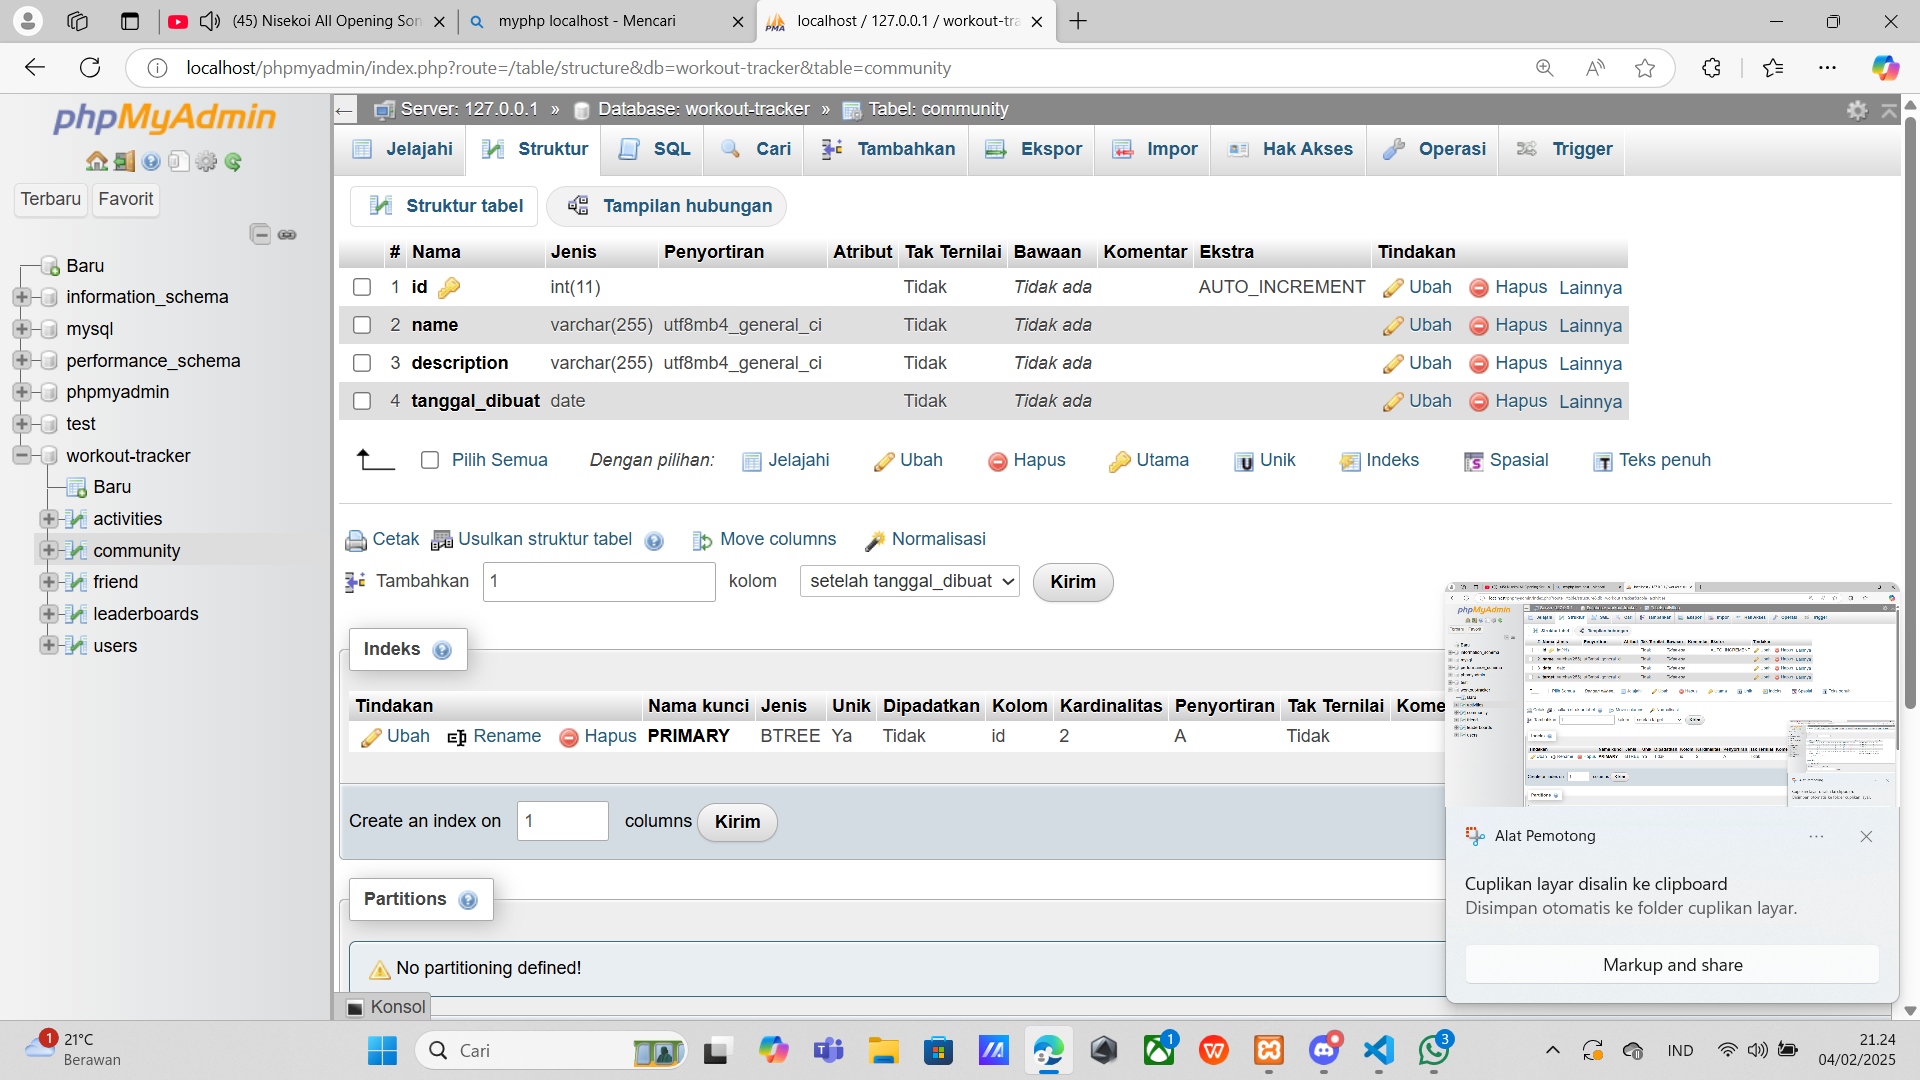 (45) Nisekoi All Opening Son
myphp localhost - Mencari
localhost / 127.0.0.1 / workout-tra
localhost/phpmyadmin/index.php?route=/table/structure&db=workout-tracker&table=community
phpMyAdmin
Terbaru Favorit
Baru
information_schema
mysql
performance_schema
phpmyadmin
test
workout-tracker
Baru
activities
community
friend
leaderboards
users
Server: 127.0.0.1 » Database: workout-tracker » Tabel: community
Jelajahi Struktur SQL Cari Tambahkan Ekspor Impor Hak Akses Operasi Trigger
Struktur tabel Tampilan hubungan
# Nama Jenis Penyortiran Atribut Tak Ternilai Bawaan Komentar Ekstra Tindakan
1 id int(11) Tidak Tidak ada AUTO_INCREMENT Ubah Hapus Lainnya
2 name varchar(255) utf8mb4_general_ci Tidak Tidak ada Ubah Hapus Lainnya
3 description varchar(255) utf8mb4_general_ci Tidak Tidak ada Ubah Hapus Lainnya
4 tanggal_dibuat date Tidak Tidak ada Ubah Hapus Lainnya
Pilih Semua Dengan pilihan: Jelajahi Ubah Hapus Utama Unik Indeks Spasial Teks penuh
Cetak Usulkan struktur tabel Move columns Normalisasi
Tambahkan 1 kolom setelah tanggal_dibuat Kirim
Indeks
Tindakan Nama kunci Jenis Unik Dipadatkan Kolom Kardinalitas Penyortiran Tak Ternilai Kome
Ubah Rename Hapus PRIMARY BTREE Ya Tidak id 2 A Tidak
Create an index on 1 columns Kirim
Partitions
No partitioning defined!
Konsol
Alat Pemotong
Cuplikan layar disalin ke clipboard
Disimpan otomatis ke folder cuplikan layar.
Markup and share
1
21°C
Berawan
Cari
1
3
IND
21.24
04/02/2025